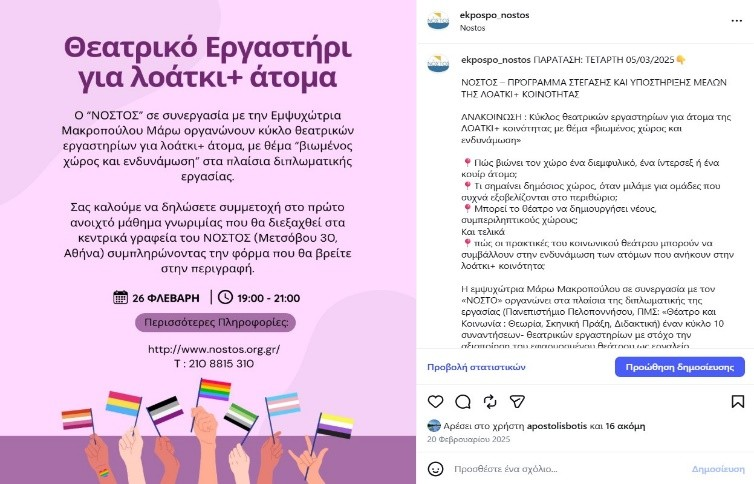 Θεατρικό Εργαστήρι
για λοάτκι+ άτομα
Ο “ΝΟΣΤΟΣ” σε συνεργασία με την Εμψυχώτρια
Μακροπούλου Μάρω οργανώνουν κύκλο θεατρικών
εργαστηρίων για λοάτκι+ άτομα, με θέμα “βιωμένος
χώρος και ενδυνάμωση” στα πλαίσια διπλωματικής
εργασίας.
Σας καλούμε να δηλώσετε συμμετοχή στο πρώτο
ανοιχτό μάθημα γνωριμίας που θα διεξαχθεί στα
κεντρικά γραφεία του ΝΟΣΤΟΣ (Μετσόβου 30,
Αθήνα) συμπληρώνοντας την φόρμα που θα βρείτε
στην περιγραφή.
26 ΦΛΕΒΑΡΗ | 19:00 - 21:00
Περισσότερες Πληροφορίες:
http://www.nostos.org.gr/
Τ : 210 8815 310
ekpospo_nostos
Nostos
ekpospo_nostos ΠΑΡΑΤΑΣΗ: ΤΕΤΑΡΤΗ 05/03/2025👇
ΝΟΣΤΟΣ – ΠΡΟΓΡΑΜΜΑ ΣΤΕΓΑΣΗΣ ΚΑΙ ΥΠΟΣΤΗΡΙΞΗΣ ΜΕΛΩΝ
ΤΗΣ ΛΟΑΤΚΙ+ ΚΟΙΝΟΤΗΤΑΣ
ΑΝΑΚΟΙΝΩΣΗ : Κύκλος θεατρικών εργαστηρίων για άτομα της
ΛΟΑΤΚΙ+ κοινότητας με θέμα «βιωμένος χώρος και
ενδυνάμωση»
📍 Πώς βιώνει τον χώρο ένα διεμφυλικό, ένα ίντερσεξ ή ένα
κουίρ άτομο;
📍 Τι σημαίνει δημόσιος χώρος, όταν μιλάμε για ομάδες που
συχνά εξοβελίζονται στο περιθώριο;
📍 Μπορεί το θέατρο να δημιουργήσει νέους,
συμπεριληπτικούς χώρους;
Και τελικά
📍 πώς οι πρακτικές του κοινωνικού θεάτρου μπορούν να
συμβάλλουν στην ενδυνάμωση των ατόμων που ανήκουν στην
λοάτκι+ κοινότητα;
Η εμψυχώτρια Μάρω Μακροπούλου σε συνεργασία με τον
«ΝΟΣΤΟ» οργανώνει στα πλαίσια της διπλωματικής της
εργασίας (Πανεπιστήμιο Πελοποννήσου, ΠΜΣ: «Θέατρο και
Κοινωνία : Θεωρία, Σκηνική Πράξη, Διδακτική) έναν κύκλο 10
συναντήσεων- θεατρικών εργαστηρίων με στόχο την
αξιοποίηση του εφαρμοσμένου θεάτρου ως εργαλείο
Προβολή στατιστικών
Προώθηση δημοσίευσης
Αρέσει στο χρήστη apostolisbotis και 16 ακόμη
20 Φεβρουαρίου 2025
Προσθέστε ένα σχόλιο...
Δημοσίευση